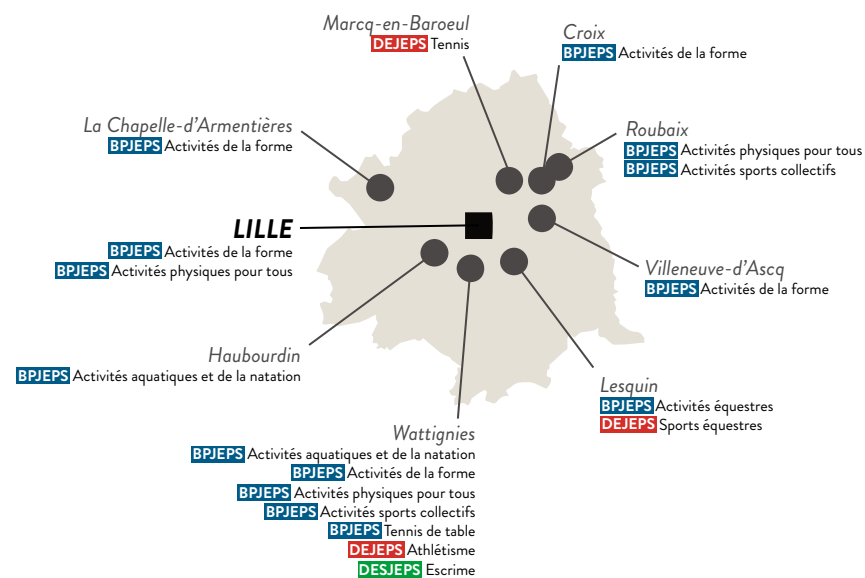 Marcq-en-Baroeul
DEJEPS Tennis
Croix
BPJEPS Activités de la forme
La Chapelle-d'Armentières
BPJEPS Activités de la forme
Roubaix
BPJEPS Activités physiques pour tous
BPJEPS Activités sports collectifs
LILLE
BPJEPS Activités de la forme
BPJEPS Activités physiques pour tous
Villeneuve-d'Ascq
BPJEPS Activités de la forme
Haubourdin
BPJEPS Activités aquatiques et de la natation
Lesquin
BPJEPS Activités équestres
DEJEPS Sports équestres
Wattignies
BPJEPS Activités aquatiques et de la natation
BPJEPS Activités de la forme
BPJEPS Activités physiques pour tous
BPJEPS Activités sports collectifs
BPJEPS Tennis de table
DEJEPS Athlétisme
DESJEPS Escrime